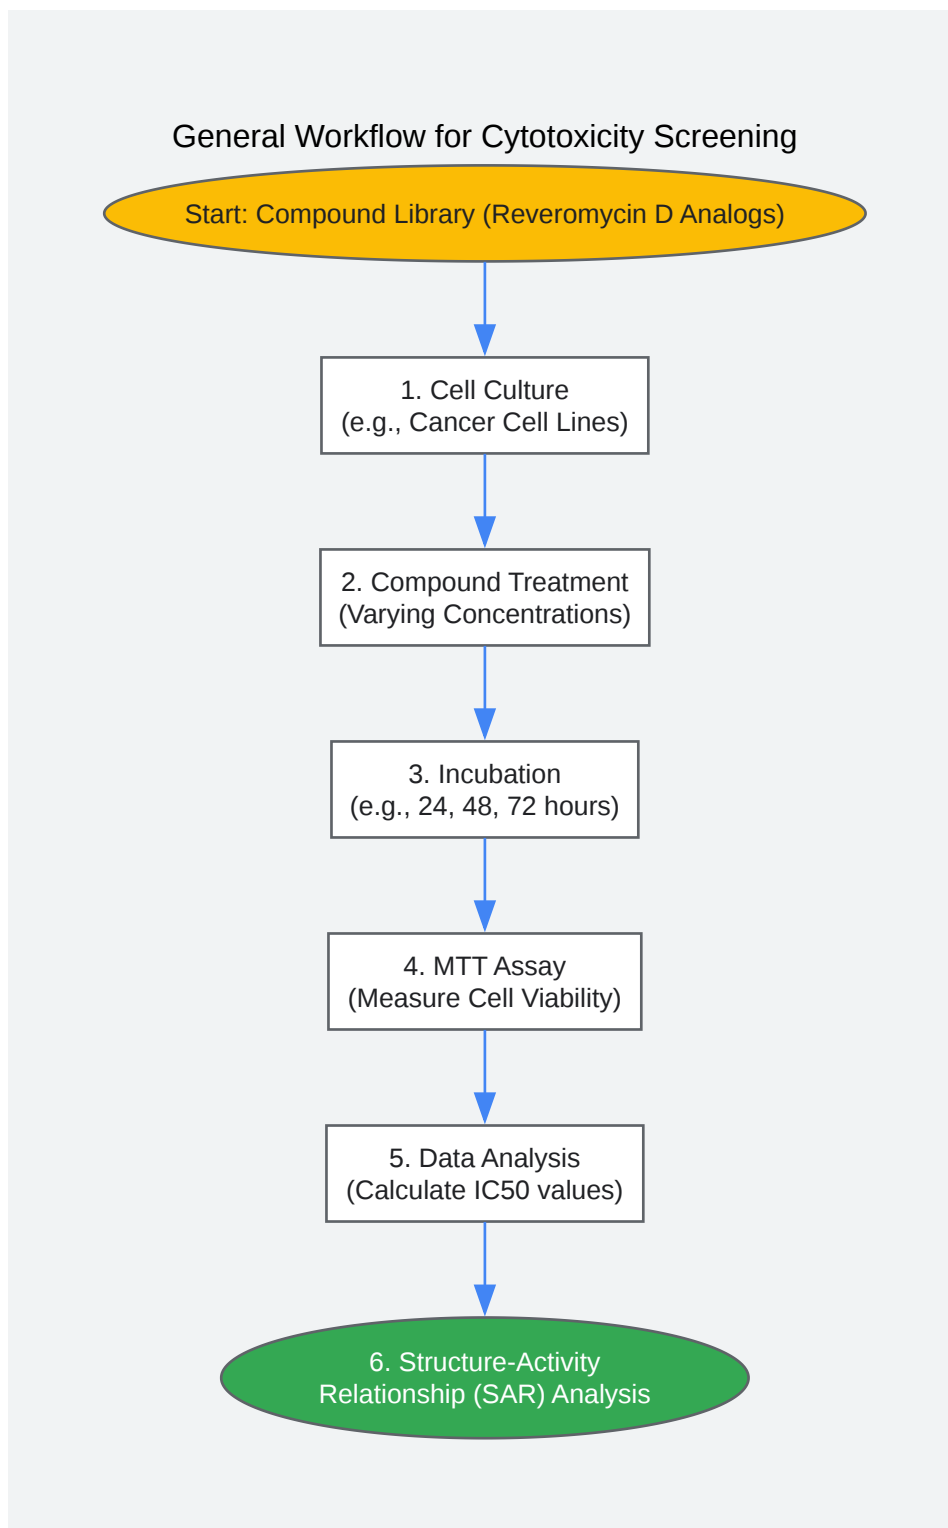 General Workflow for Cytotoxicity Screening
Start: Compound Library (Reveromycin D Analogs)
1. Cell Culture
(e.g., Cancer Cell Lines)
2. Compound Treatment
(Varying Concentrations)
3. Incubation
(e.g., 24, 48, 72 hours)
4. MTT Assay
(Measure Cell Viability)
5. Data Analysis
(Calculate IC50 values)
6. Structure-Activity
Relationship (SAR) Analysis